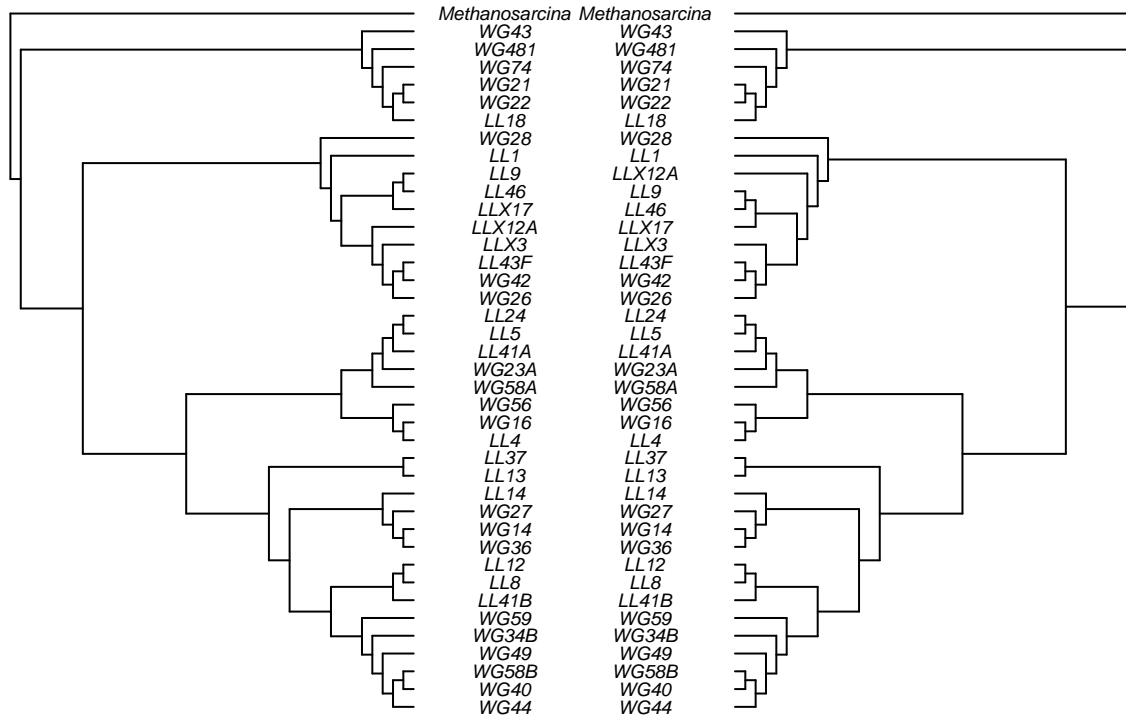 Methanosarcina Methanosarcina
WG43 WG43
WG481 WG481
WG74 WG74
WG21 WG21
WG22 WG22
LL18 LL18
WG28 WG28
LL1 LL1
LL9 LLX12A
LL46 LL9
LLX17 LL46
LLX12A LLX17
LLX3 LLX3
LL43F LL43F
WG42 WG42
WG26 WG26
LL24 LL24
LL5 LL5
LL41A LL41A
WG23A WG23A
WG58A WG58A
WG56 WG56
WG16 WG16
LL4 LL4
LL37 LL37
LL13 LL13
LL14 LL14
WG27 WG27
WG14 WG14
WG36 WG36
LL12 LL12
LL8 LL8
LL41B LL41B
WG59 WG59
WG34B WG34B
WG49 WG49
WG58B WG58B
WG40 WG40
WG44 WG44